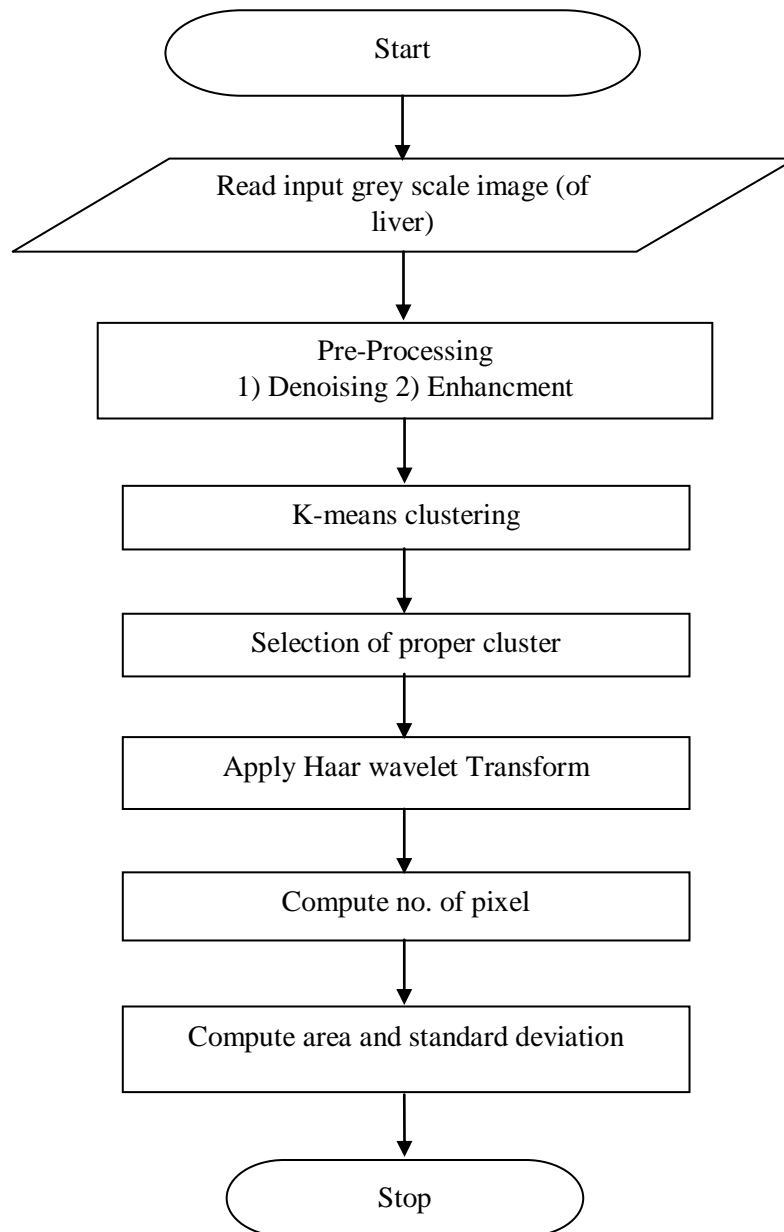 Start
Read input grey scale image (of
liver)
Pre-Processing
1) Denoising 2) Enhancment
K-means clustering
Selection of proper cluster
Apply Haar wavelet Transform
Compute no. of pixel
Compute area and standard deviation
Stop